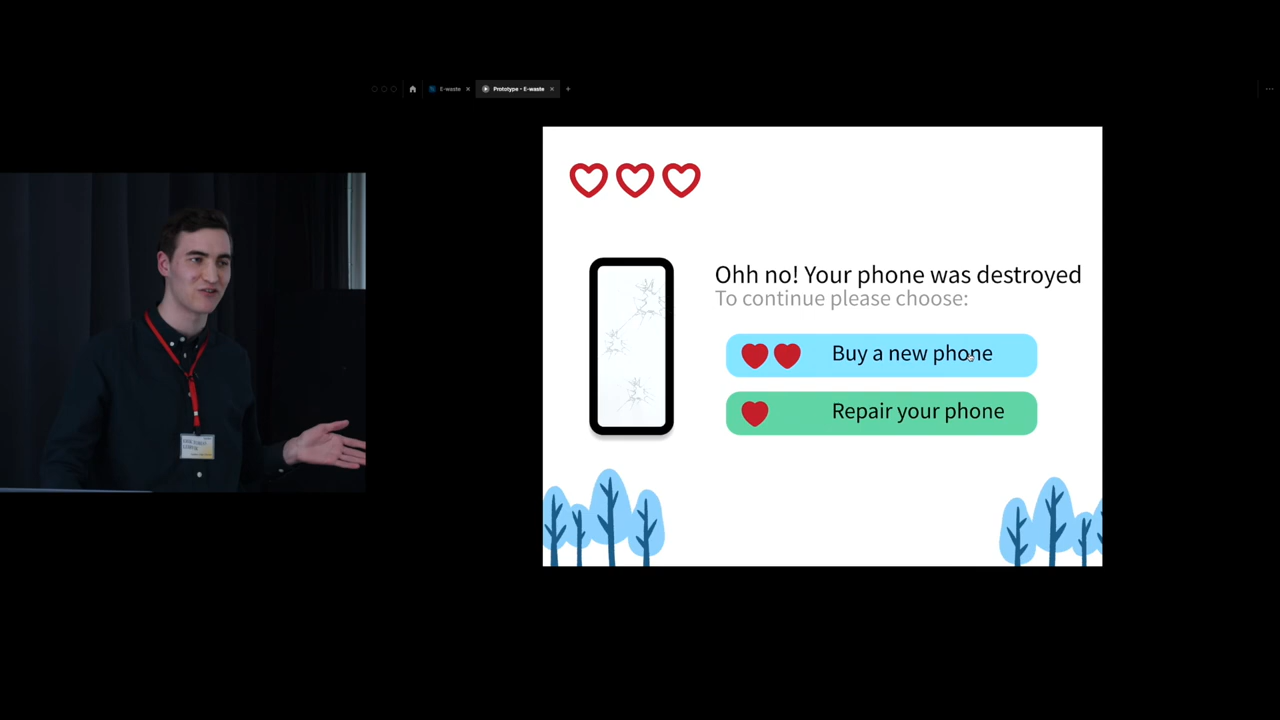 E-waste
Prototype - E-waste
Ohh no! Your phone was destroyed
To continue please choose:
Buy a new phone
Repair your phone